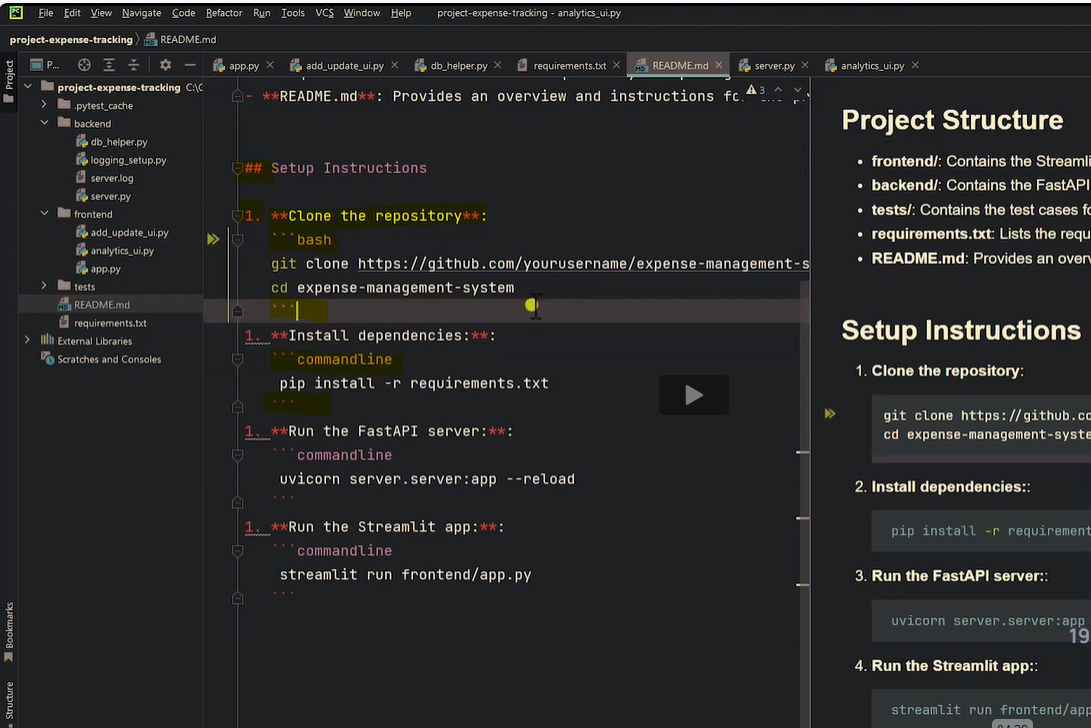 File Edit View Navigate Code Refactor Run Tools VCS Window Help project-expense-tracking - analytics_ui.py
project-expense-tracking README.md
P... app.py add_update_ui.py db_helper.py requirements.txt README.md server.py analytics_ui.py
Project
project-expense-tracking C:\
.pytest_cache
backend
db_helper.py
logging_setup.py
server.log
server.py
frontend
add_update_ui.py
analytics_ui.py
app.py
tests
README.md
requirements.txt
External Libraries
Scratches and Consoles
Bookmarks
Structure
- **README.md**: Provides an overview and instructions for the
3
## Setup Instructions
1. **Clone the repository**:
```bash
git clone https://github.com/yourusername/expense-management-s
cd expense-management-system
```
1. **Install dependencies:**:
```commandline
pip install -r requirements.txt
```
1. **Run the FastAPI server:**:
```commandline
uvicorn server.server:app --reload
```
1. **Run the Streamlit app:**:
```commandline
streamlit run frontend/app.py
```
Project Structure
• frontend/: Contains the Streamli
• backend/: Contains the FastAPI
• tests/: Contains the test cases fo
• requirements.txt: Lists the requ
• README.md: Provides an overv
Setup Instructions
1. Clone the repository:
git clone https://github.co
cd expense-management-syste
2. Install dependencies::
pip install -r requirement
3. Run the FastAPI server::
uvicorn server.server:app
19
4. Run the Streamlit app::
streamlit run frontend/app